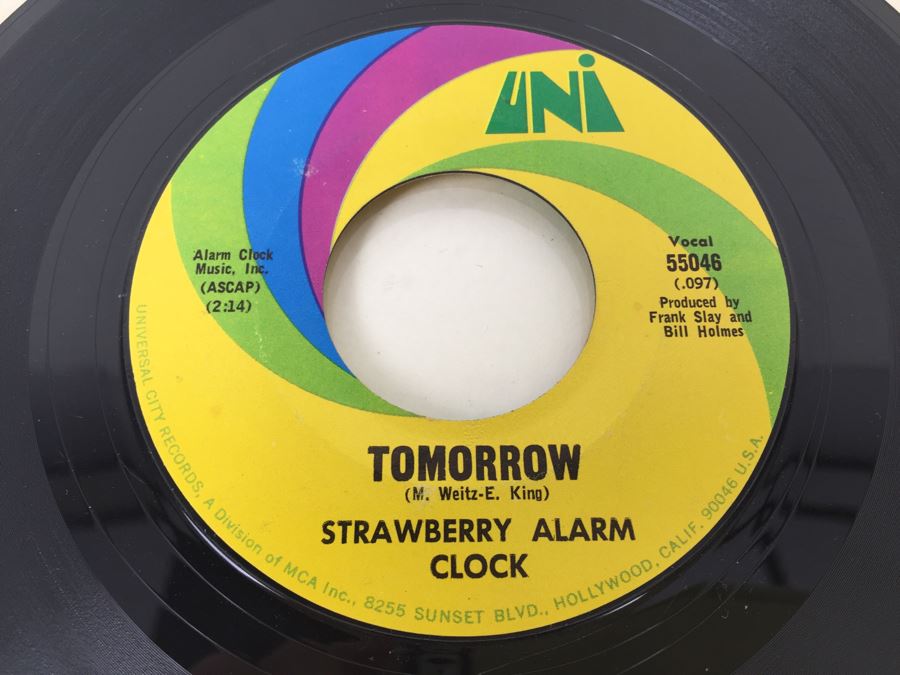 UNi
Alarm Clock
Music, Inc.
(ASCAP)
(2:14)
Vocal
55046
(.097)
Produced by
Frank Slay and
Bill Holmes
TOMORROW
(M. Weitz-E. King)
STRAWBERRY ALARM
CLOCK
UNIVERSAL CITY RECORDS, A Division of MCA Inc., 8255 SUNSET BLVD., HOLLYWOOD, CALIF. 90046 U.S.A.